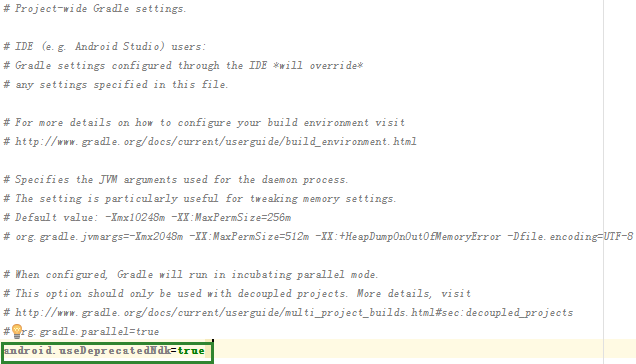 # Project-wide Gradle settings.
# IDE (e.g. Android Studio) users:
# Gradle settings configured through the IDE *will override*
# any settings specified in this file.
# For more details on how to configure your build environment visit
# http://www.gradle.org/docs/current/userguide/build_environment.html
# Specifies the JVM arguments used for the daemon process.
# The setting is particularly useful for tweaking memory settings.
# Default value: -Xmx10248m -XX:MaxPermSize=256m
# org.gradle.jvmargs=-Xmx2048m -XX:MaxPermSize=512m -XX:+HeapDumpOnOutOfMemoryError -Dfile.encoding=UTF-8
# When configured, Gradle will run in incubating parallel mode.
# This option should only be used with decoupled projects. More details, visit
# http://www.gradle.org/docs/current/userguide/multi_project_builds.html#sec:decoupled_projects
# org.gradle.parallel=true
android.useDeprecatedNdk=true